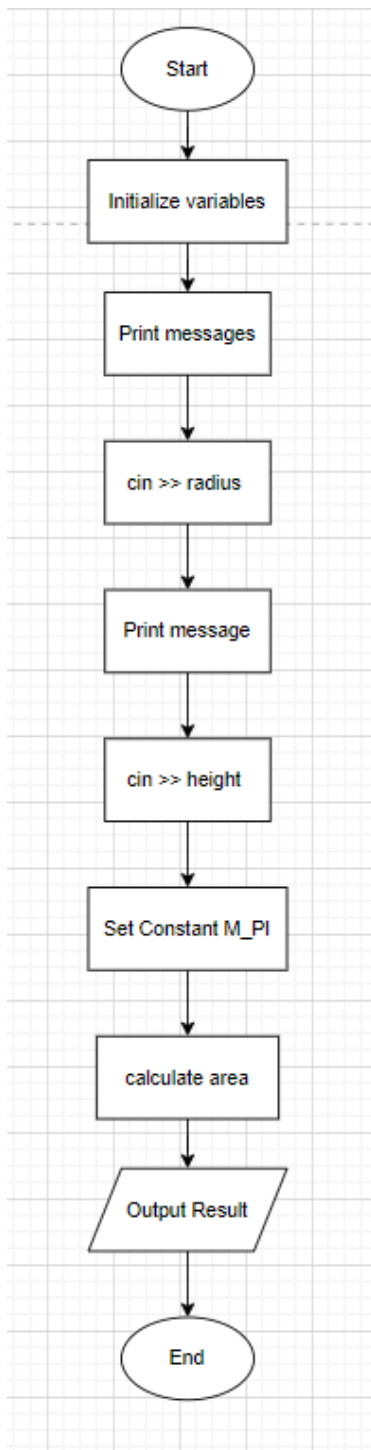 Start
Initialize variables
Print messages
cin >> radius
Print message
cin >> height
Set Constant M_PI
calculate area
Output Result
End